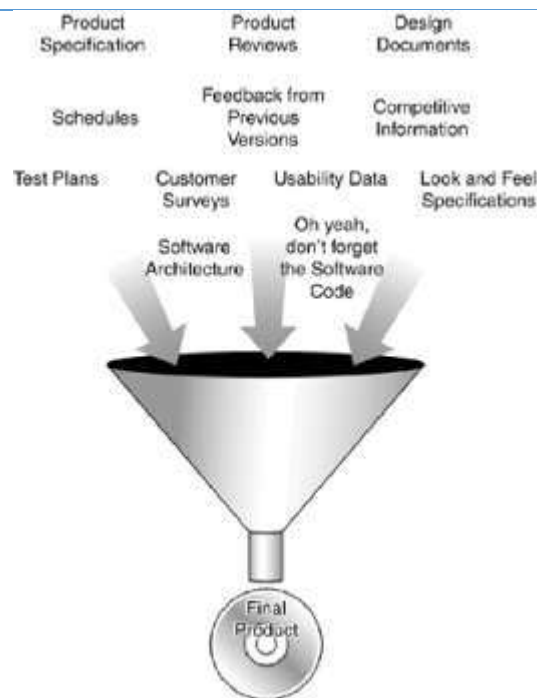 Product
Specification
Product
Reviews
Design
Documents
Schedules
Feedback from
Previous
Versions
Competitive
Information
Test Plans
Customer
Surveys
Usability Data
Look and Feel
Specifications
Software
Architecture
Oh yeah,
don't forget
the Software
Code
Final
Product